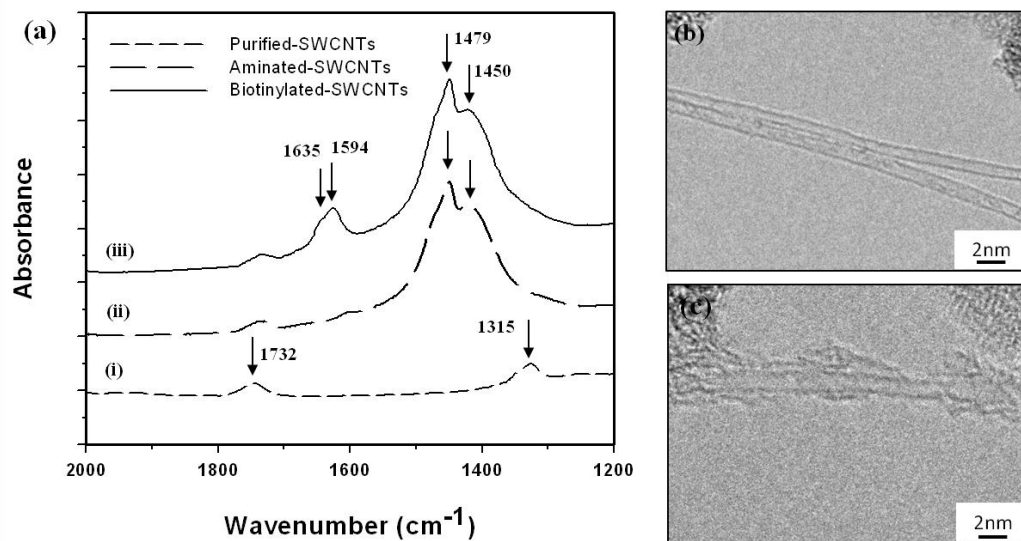 (a)
Purified-SWCNTs
Aminated-SWCNTs
Biotinylated-SWCNTs
1479
1450
1635 1594
(iii)
(ii)
(i)
1732
1315
Absorbance
2000 1800 1600 1400 1200
Wavenumber (cm⁻¹)
(b)
2nm
(c)
2nm